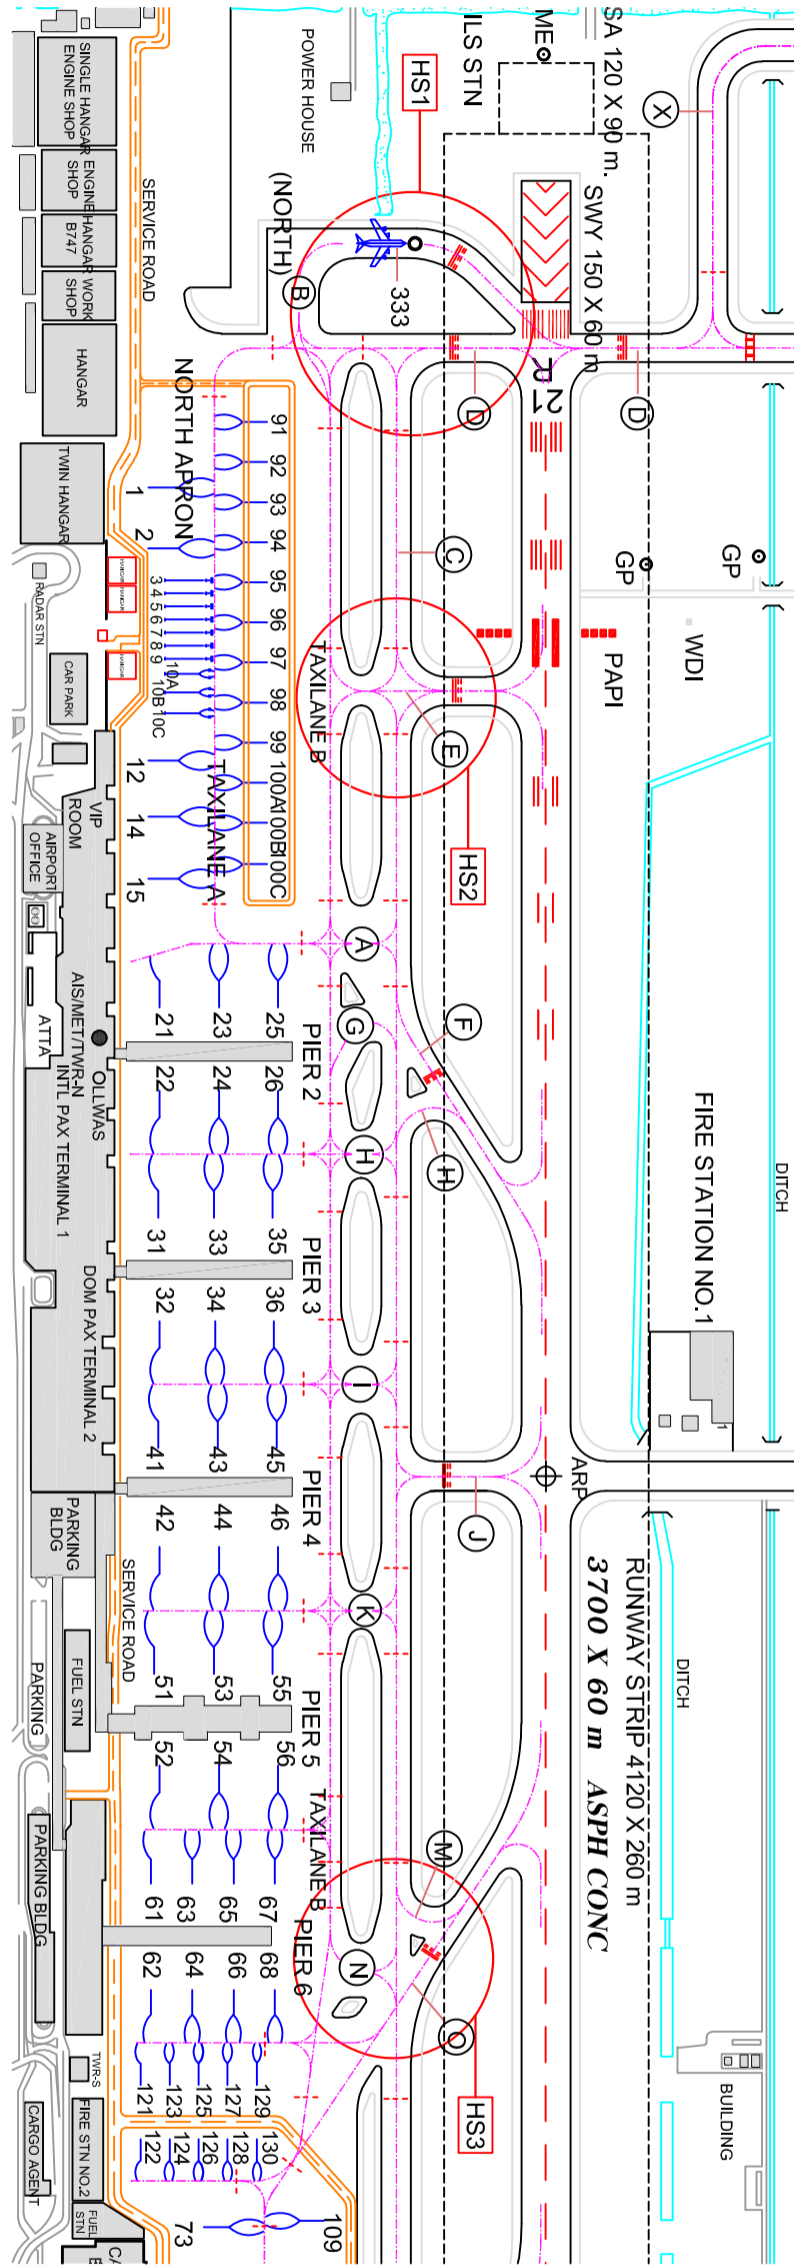 SA 120 X 90 m.
ME
ILS STN
POWER HOUSE
HS1
X
SINGLE HANGAR
ENGINE SHOP
ENGINE
SHOP
HANGAR
B747
WORK
SHOP
HANGAR
TWIN HANGAR
SERVICE ROAD
(NORTH)
B
333
SWY 150 X 60 m
D
D
21
NORTH APRON
91
92
93
94
95
96
97
98
99
100A
100B
100C
1
2
3
4
5
6
7
8
9
10A
10B
10C
12
14
15
HANGAR
HANGAR
HANGAR
RADAR STN
CAR PARK
C
GP
GP
WDI
PAPI
TAXILANE B
E
HS2
TAXILANE A
VIP
ROOM
AIRPORT
OFFICE
A
G
F
H
H
21
23
25
PIER 2
22
24
26
AIS/MET/TWR-N
OLLWAS
ATTA
INTL PAX TERMINAL 1
FIRE STATION NO.1
DITCH
1
31
33
35
PIER 3
32
34
36
DOM PAX TERMINAL 2
I
41
43
45
PIER 4
42
44
46
ARP
J
PARKING
BLDG
K
SERVICE ROAD
RUNWAY STRIP 4120 X 260 m
3700 X 60 m ASPH CONC
DITCH
51
53
55
PIER 5
52
54
56
FUEL STN
PARKING
TAXILANE B
M
61
63
65
67
PIER 6
62
64
66
68
PARKING BLDG
N
O
HS3
TWR-S
121
123
125
127
129
122
124
126
128
130
FIRE STN NO.2
CARGO AGENT
FUEL
STN
BUILDING
73
109
CA